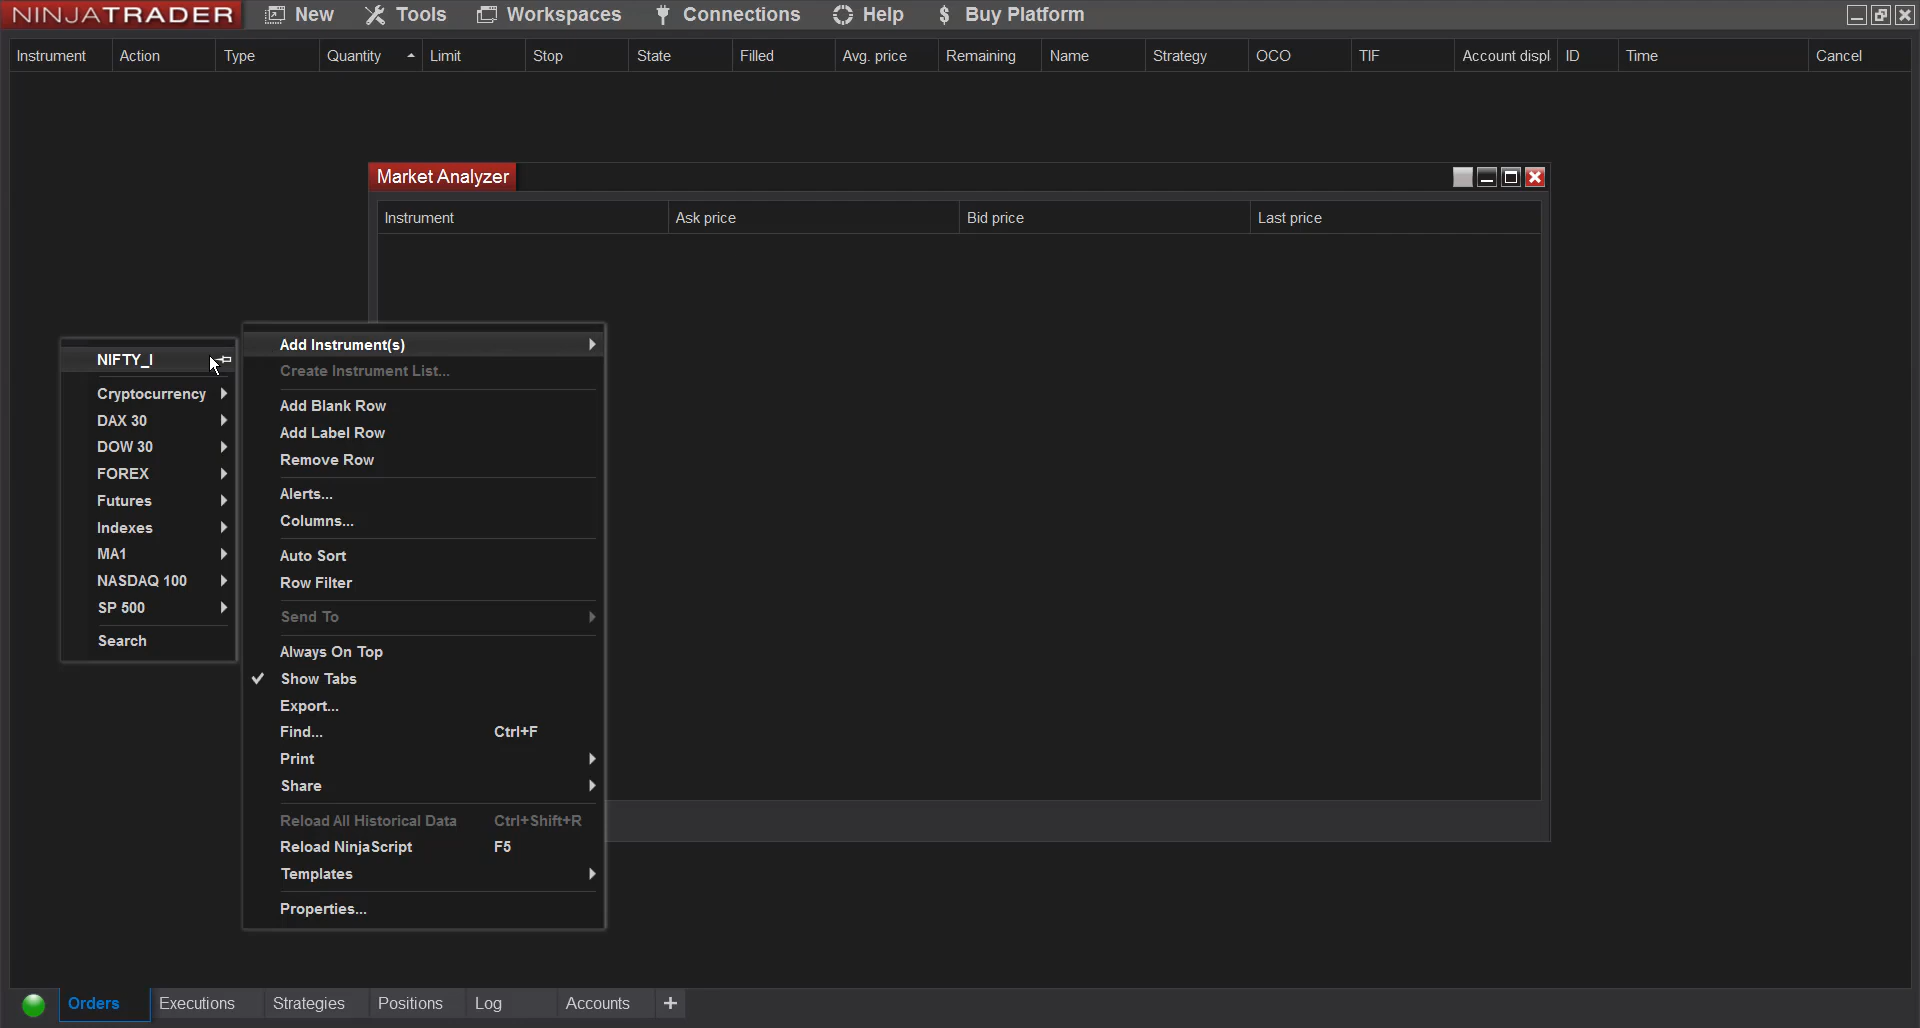 NINJATRADER New Tools Workspaces Connections Help $ Buy Platform
Instrument Action Type Quantity Limit Stop State Filled Avg. price Remaining Name Strategy OCO TIF Account displ ID Time Cancel
Market Analyzer
Instrument Ask price Bid price Last price
NIFTY_I
Cryptocurrency
DAX 30
DOW 30
FOREX
Futures
Indexes
MA1
NASDAQ 100
SP 500
Search
Add Instrument(s)
Create Instrument List...
Add Blank Row
Add Label Row
Remove Row
Alerts...
Columns...
Auto Sort
Row Filter
Send To
Always On Top
Show Tabs
Export...
Find... Ctrl+F
Print
Share
Reload All Historical Data Ctrl+Shift+R
Reload NinjaScript F5
Templates
Properties...
Orders Executions Strategies Positions Log Accounts +